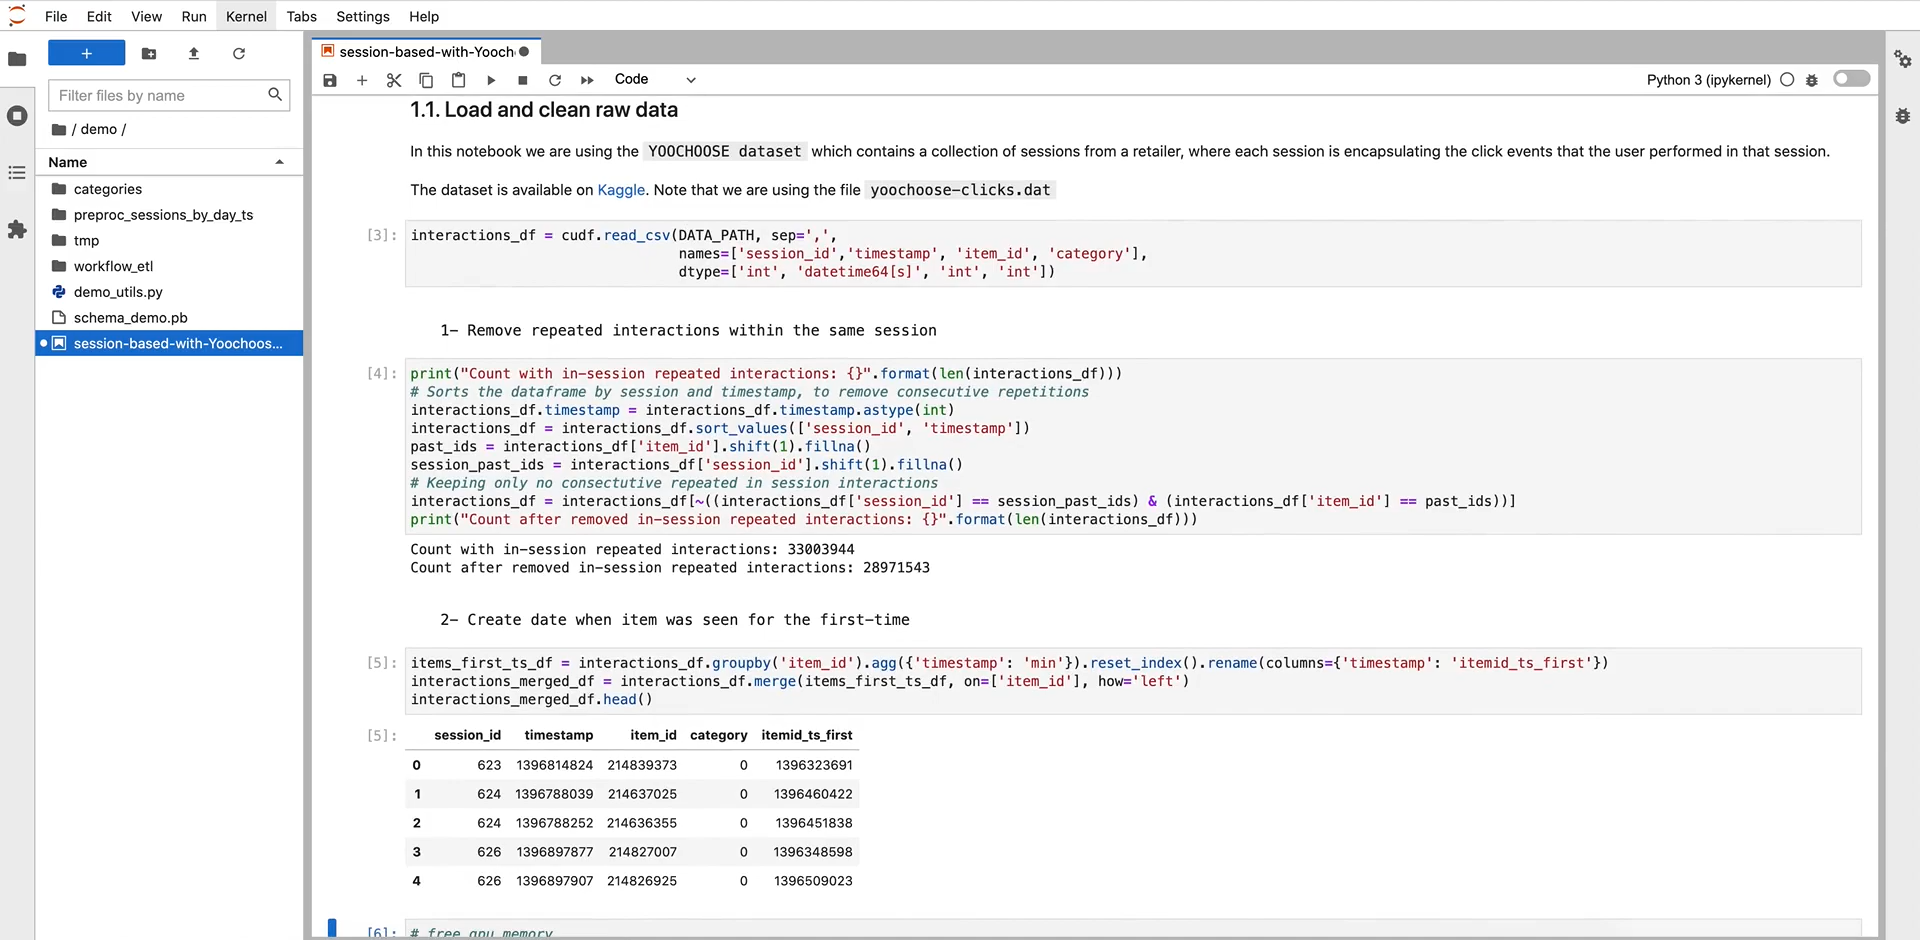 File Edit View Run Kernel Tabs Settings Help
+
Filter files by name
/ demo /
Name
categories
preproc_sessions_by_day_ts
tmp
workflow_etl
demo_utils.py
schema_demo.pb
session-based-with-Yoochoos...
session-based-with-Yooch
Code
Python 3 (ipykernel)
1.1. Load and clean raw data
In this notebook we are using the YOOCHOOSE dataset which contains a collection of sessions from a retailer, where each session is encapsulating the click events that the user performed in that session.
The dataset is available on Kaggle. Note that we are using the file yoochoose-clicks.dat
[3]: interactions_df = cudf.read_csv(DATA_PATH, sep=',',
names=['session_id','timestamp', 'item_id', 'category'],
dtype=['int', 'datetime64[s]', 'int', 'int'])
1- Remove repeated interactions within the same session
[4]: print("Count with in-session repeated interactions: {}".format(len(interactions_df)))
# Sorts the dataframe by session and timestamp, to remove consecutive repetitions
interactions_df.timestamp = interactions_df.timestamp.astype(int)
interactions_df = interactions_df.sort_values(['session_id', 'timestamp'])
past_ids = interactions_df['item_id'].shift(1).fillna()
session_past_ids = interactions_df['session_id'].shift(1).fillna()
# Keeping only no consectutive repeated in session interactions
interactions_df = interactions_df[~((interactions_df['session_id'] == session_past_ids) & (interactions_df['item_id'] == past_ids))]
print("Count after removed in-session repeated interactions: {}".format(len(interactions_df)))
Count with in-session repeated interactions: 33003944
Count after removed in-session repeated interactions: 28971543
2- Create date when item was seen for the first-time
[5]: items_first_ts_df = interactions_df.groupby('item_id').agg({'timestamp': 'min'}).reset_index().rename(columns={'timestamp': 'itemid_ts_first'})
interactions_merged_df = interactions_df.merge(items_first_ts_df, on=['item_id'], how='left')
interactions_merged_df.head()
[5]: session_id timestamp item_id category itemid_ts_first
0 623 1396814824 214839373 0 1396323691
1 624 1396788039 214637025 0 1396460422
2 624 1396788252 214636355 0 1396451838
3 626 1396897877 214827007 0 1396348598
4 626 1396897907 214826925 0 1396509023
[6]: # free gpu memory